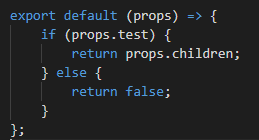 export default (props) => {
    if (props.test) {
        return props.children;
    } else {
        return false;
    }
};